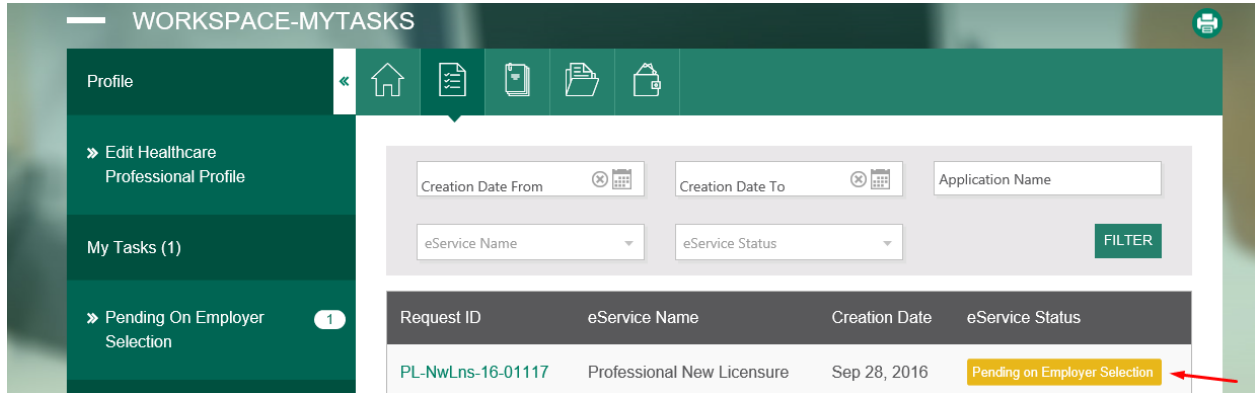 WORKSPACE-MYTASKS
Profile
«
» Edit Healthcare
Professional Profile
My Tasks (1)
» Pending On Employer
Selection
1
Creation Date From
Creation Date To
Application Name
eService Name
eService Status
FILTER
Request ID eService Name Creation Date eService Status
PL-NwLns-16-01117 Professional New Licensure Sep 28, 2016 Pending on Employer Selection